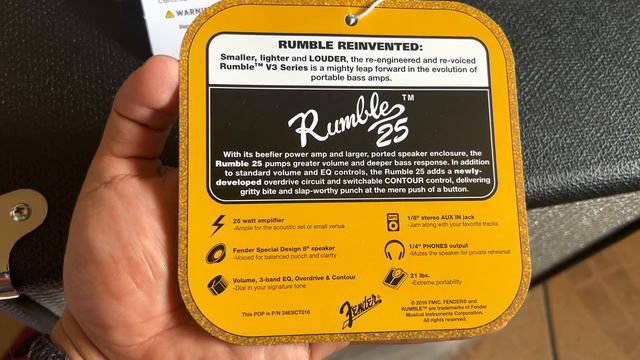 WARNI
RUMBLE REINVENTED:
Smaller, lighter and LOUDER, the re-engineered and re-voiced
Rumble™ V3 Series is a mighty leap forward in the evolution of
portable bass amps.
Rumble™
25
With its beefier power amp and larger, ported speaker enclosure, the
Rumble 25 pumps greater volume and deeper bass response. In addition
to standard volume and EQ controls, the Rumble 25 adds a newly-
developed overdrive circuit and switchable CONTOUR control, delivering
gritty bite and slap-worthy punch at the mere push of a button.
25 watt amplifier
-Ample for the acoustic set or small venue
Fender Special Design 8" speaker
-Voiced for balanced punch and clarity
Volume, 3-band EQ, Overdrive & Contour
-Dial in your signature tone
1/8" stereo AUX IN jack
-Jam along with your favorite tracks
1/4" PHONES output
-Mutes the speaker for private rehearsal
21 lbs.
-Extreme portability
This POP is P/N 2463ICT016
Fender
© 2016 FMIC. FENDER® and
RUMBLE™ are trademarks of Fender
Musical Instruments Corporation.
All rights reserved.